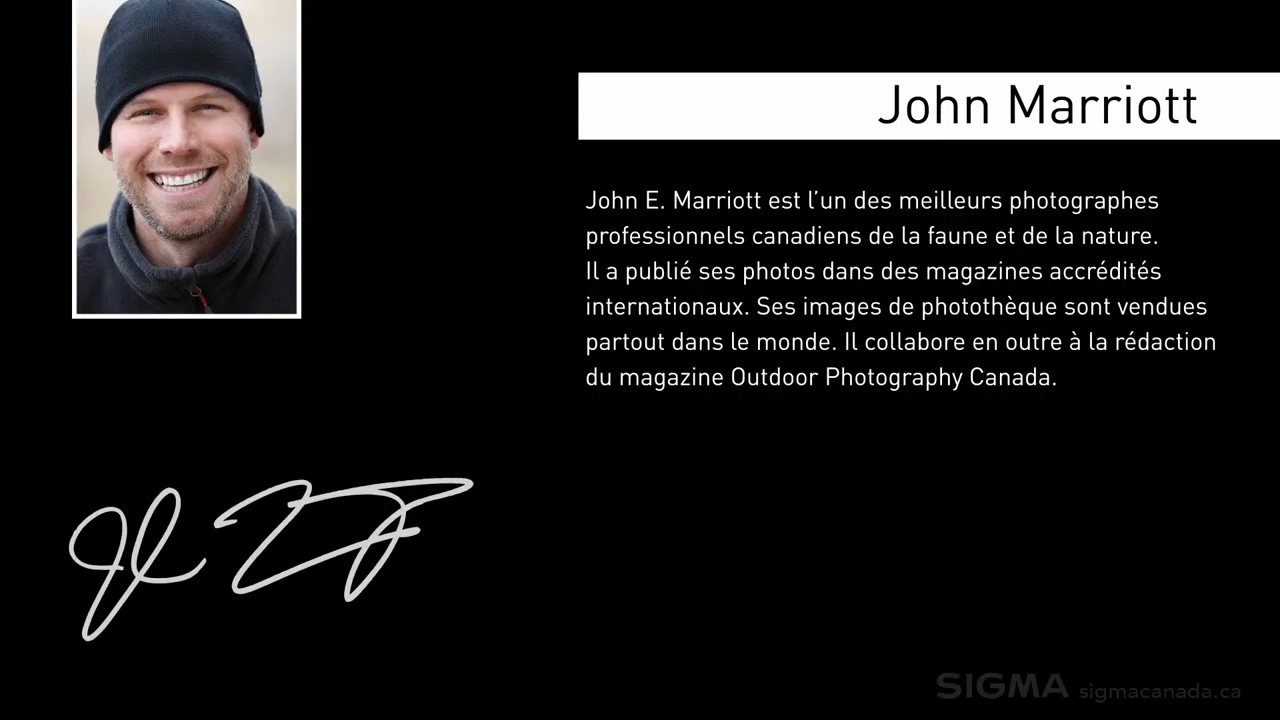 John Marriott
John E. Marriott est l’un des meilleurs photographes
professionnels canadiens de la faune et de la nature.
Il a publié ses photos dans des magazines accrédités
internationaux. Ses images de photothèque sont vendues
partout dans le monde. Il collabore en outre à la rédaction
du magazine Outdoor Photography Canada.
SIGMA sigmacanada.ca